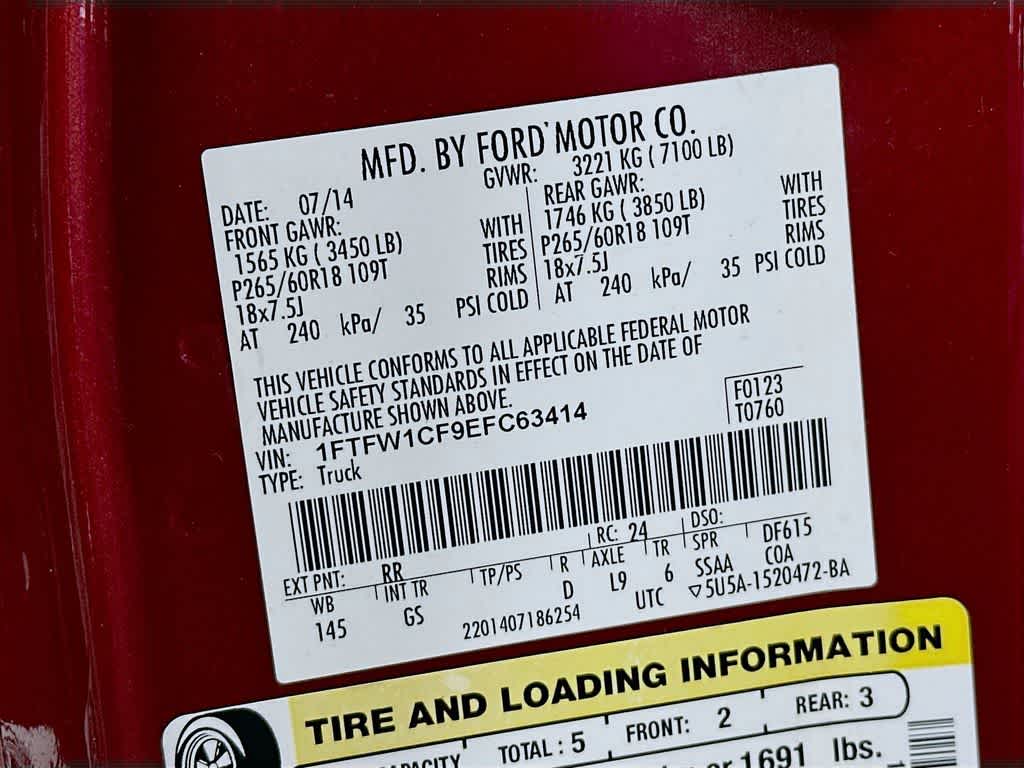 MFD. BY FORD MOTOR CO.
DATE: 07/14 GVWR: 3221 KG ( 7100 LB)
FRONT GAWR: REAR GAWR:
1565 KG ( 3450 LB) WITH 1746 KG ( 3850 LB) WITH
P265/60R18 109T TIRES P265/60R18 109T TIRES
18x7.5J RIMS 18x7.5J RIMS
AT 240 kPa/ 35 PSI COLD AT 240 kPa/ 35 PSI COLD
THIS VEHICLE CONFORMS TO ALL APPLICABLE FEDERAL MOTOR
VEHICLE SAFETY STANDARDS IN EFFECT ON THE DATE OF
MANUFACTURE SHOWN ABOVE.
VIN: 1FTFW1CF9EFC63414 F0123
TYPE: Truck T0760
EXT PNT: RR RC: 24 DSO:
WB INT TR TP/PS R AXLE TR SPR DF615
145 GS D L9 6 SSAA COA
2201407186254 UTC ▽5U5A-1520472-BA
TIRE AND LOADING INFORMATION
TOTAL : 5 FRONT: 2 REAR: 3
or 1691 lbs.